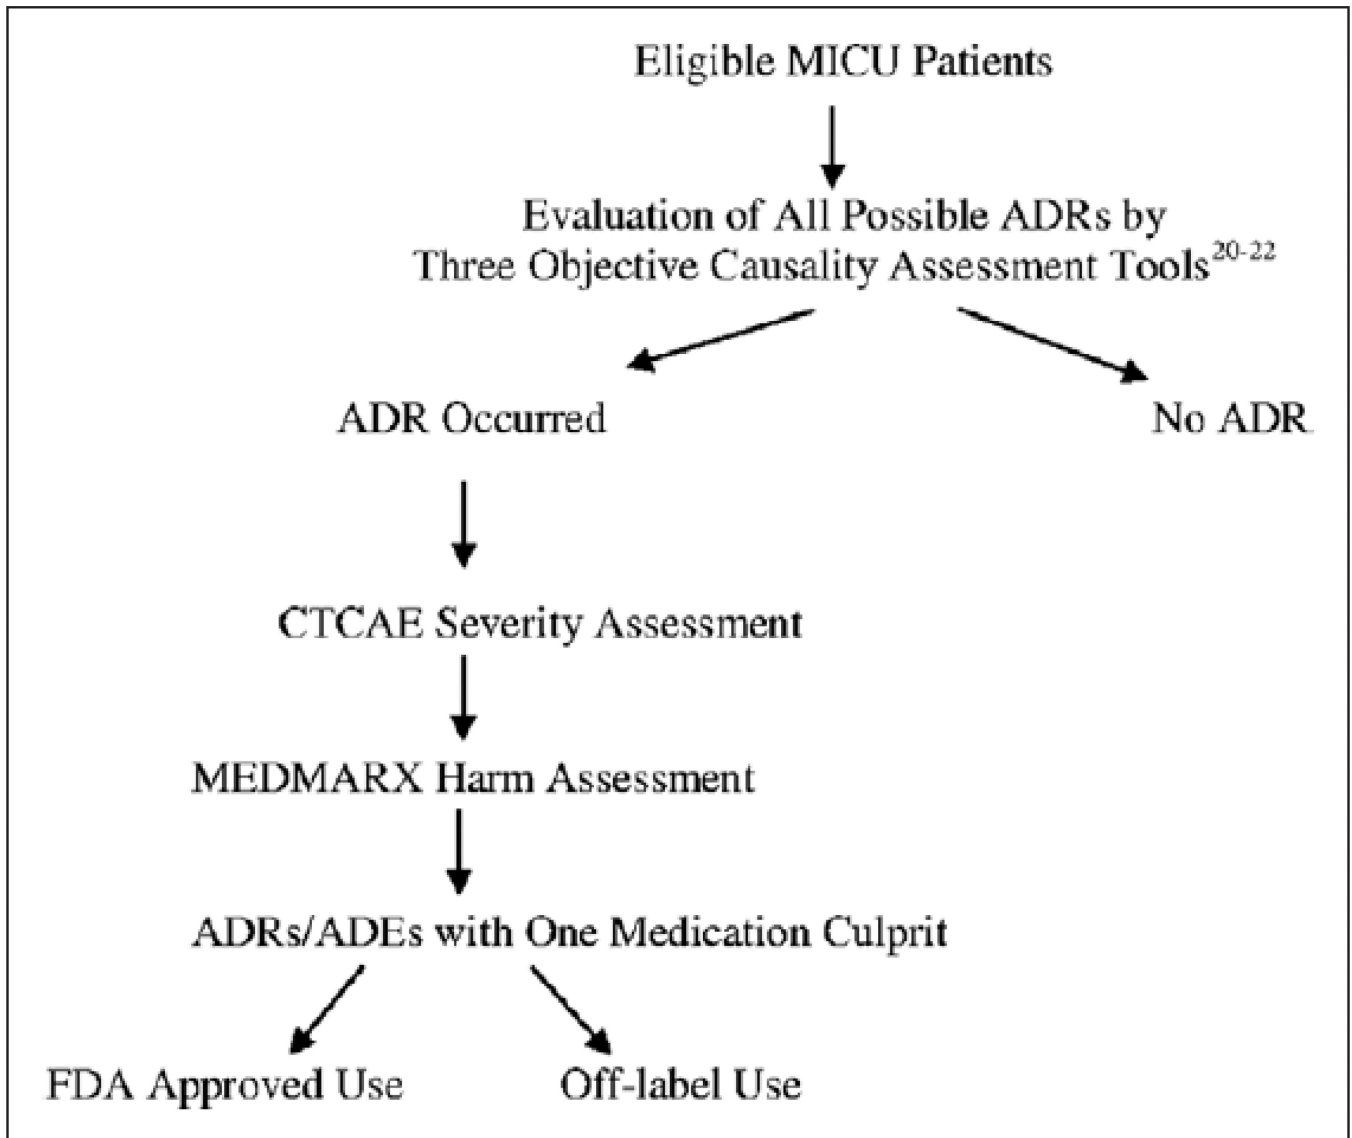 Eligible MICU Patients
Evaluation of All Possible ADRs by
Three Objective Causality Assessment Tools20-22
ADR Occurred
No ADR
CTCAE Severity Assessment
MEDMARX Harm Assessment
ADRs/ADEs with One Medication Culprit
FDA Approved Use
Off-label Use